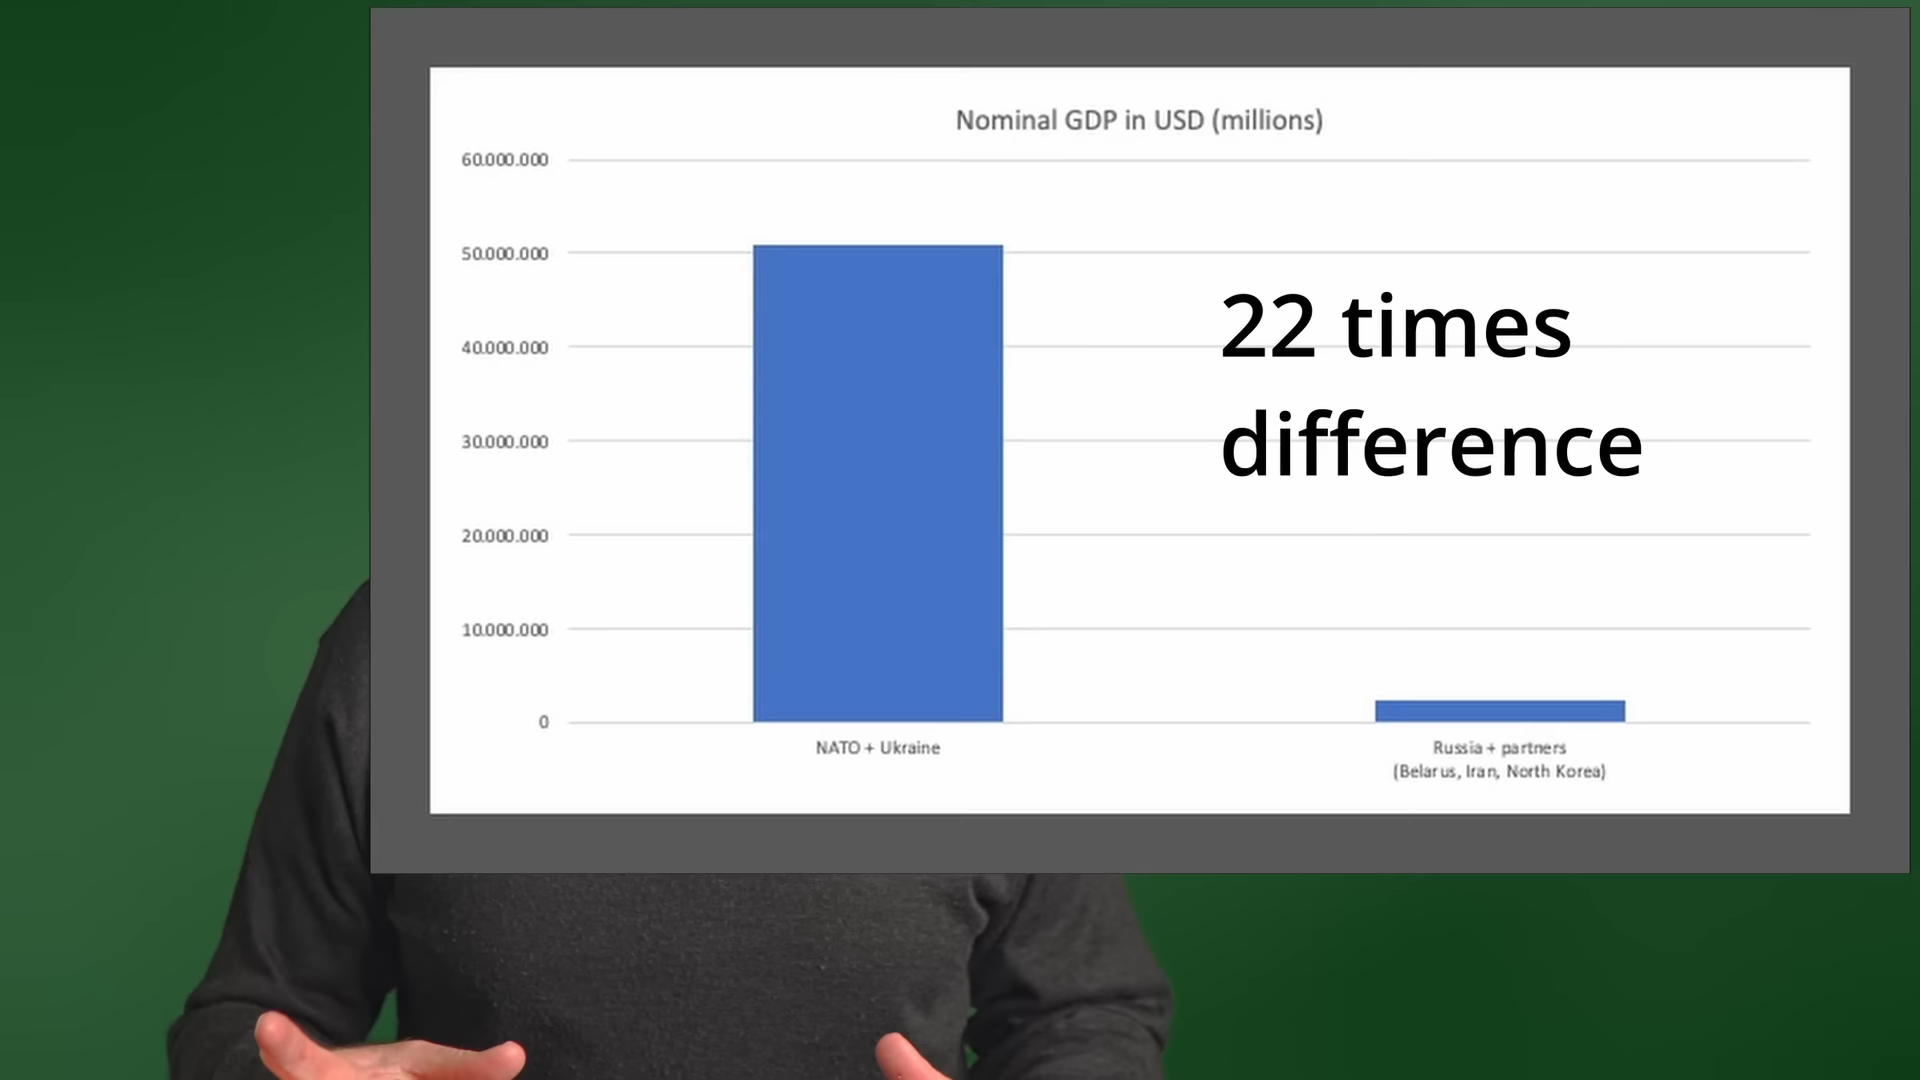 Nominal GDP in USD (millions)
60.000.000
50.000.000
40.000.000
30.000.000
20.000.000
10.000.000
0
22 times
difference
NATO + Ukraine
Russia + partners
(Belarus, Iran, North Korea)